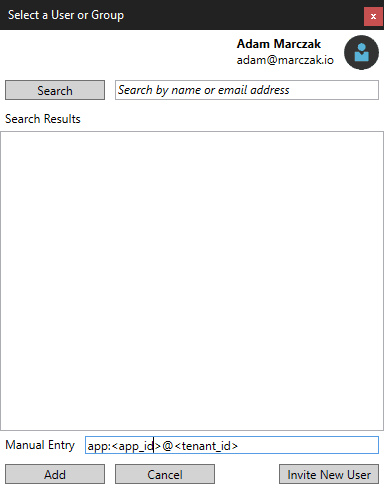 Select a User or Group
x
Adam Marczak
adam@marczak.io
Search
Search by name or email address
Search Results
Manual Entry
app:<app_id>@<tenant_id>
Add
Cancel
Invite New User